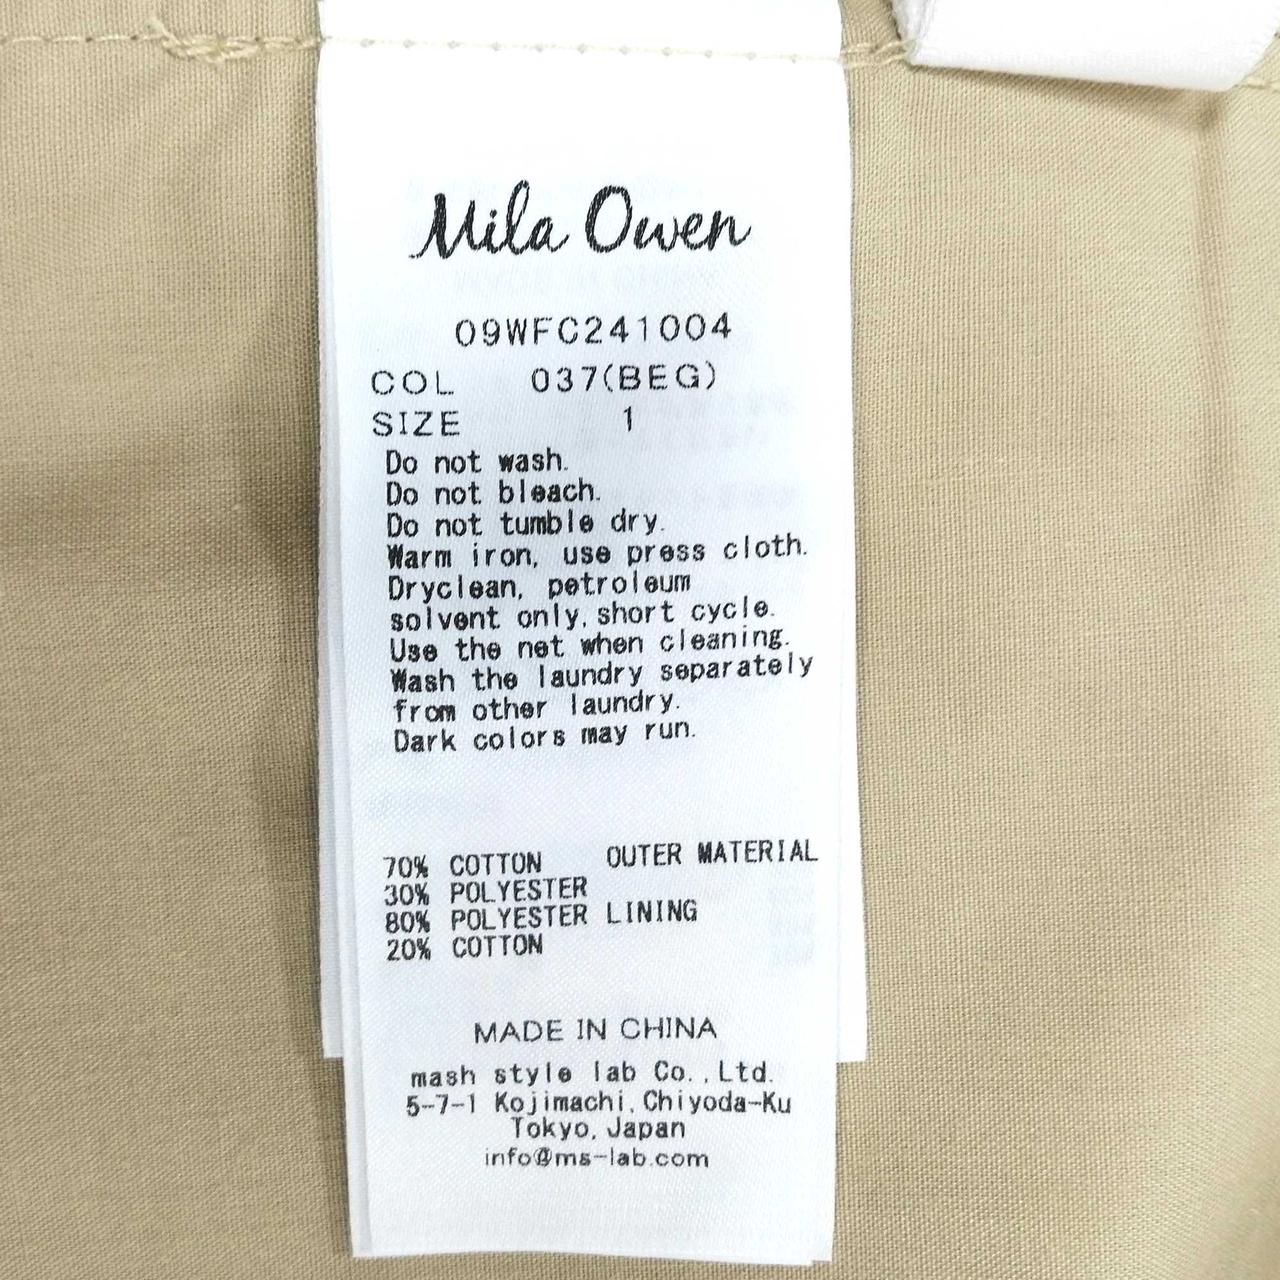 Mila Owen
09WFC241004
COL 037(BEG)
SIZE 1
Do not wash.
Do not bleach.
Do not tumble dry.
Warm iron, use press cloth.
Dryclean, petroleum
solvent only, short cycle.
Use the net when cleaning.
Wash the laundry separately
from other laundry.
Dark colors may run.
70% COTTON OUTER MATERIAL
30% POLYESTER
80% POLYESTER LINING
20% COTTON
MADE IN CHINA
mash style lab Co.,Ltd.
5-7-1 Kojimachi, Chiyoda-Ku
Tokyo, Japan
info@ms-lab.com